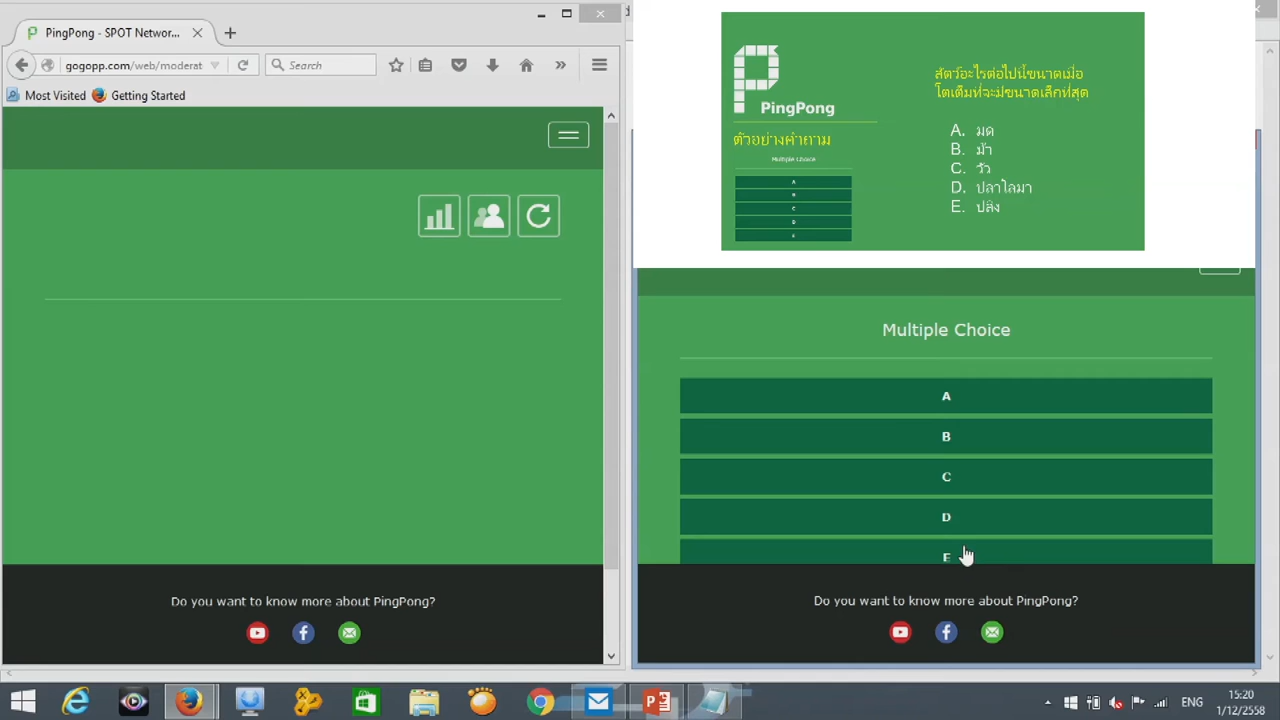 PingPong - SPOT Networ...
gogopp.com/web/moderat
Search
Most Visited
Getting Started
Do you want to know more about PingPong?
PingPong
ตัวอย่างคำถาม
Multiple Choice
A
B
C
D
E
สัตว์อะไรต่อไปนี้ขนาดเมื่อ
โตเต็มที่จะมีขนาดเล็กที่สุด
A. มด
B. ม้า
C. วัว
D. ปลาโลมา
E. ปลิง
Multiple Choice
A
B
C
D
E
Do you want to know more about PingPong?
ENG
15:20
1/12/2558